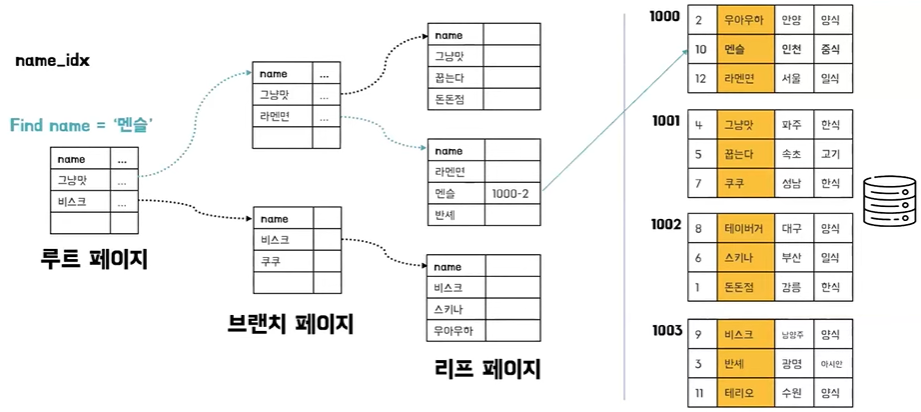 name_idx
Find name = '멘슬'
name ...
그냥맛 ...
비스크 ...
루트 페이지
name ...
그냥맛 ...
라멘면 ...
name
비스크
쿠쿠
브랜치 페이지
name
그냥맛
꿉는다
돈돈점
name
라멘면
멘슬 1000-2
반세
name
비스크
스키나
우아우하
리프 페이지
1000
2 우아우하 안양 양식
10 멘슬 인천 중식
12 라멘면 서울 일식
1001
4 그냥맛 파주 한식
5 꿉는다 속초 고기
7 쿠쿠 성남 한식
1002
8 테이버거 대구 양식
6 스키나 부산 일식
1 돈돈점 강릉 한식
1003
9 비스크 남양주 양식
3 반세 광명 아시안
11 테리오 수원 양식